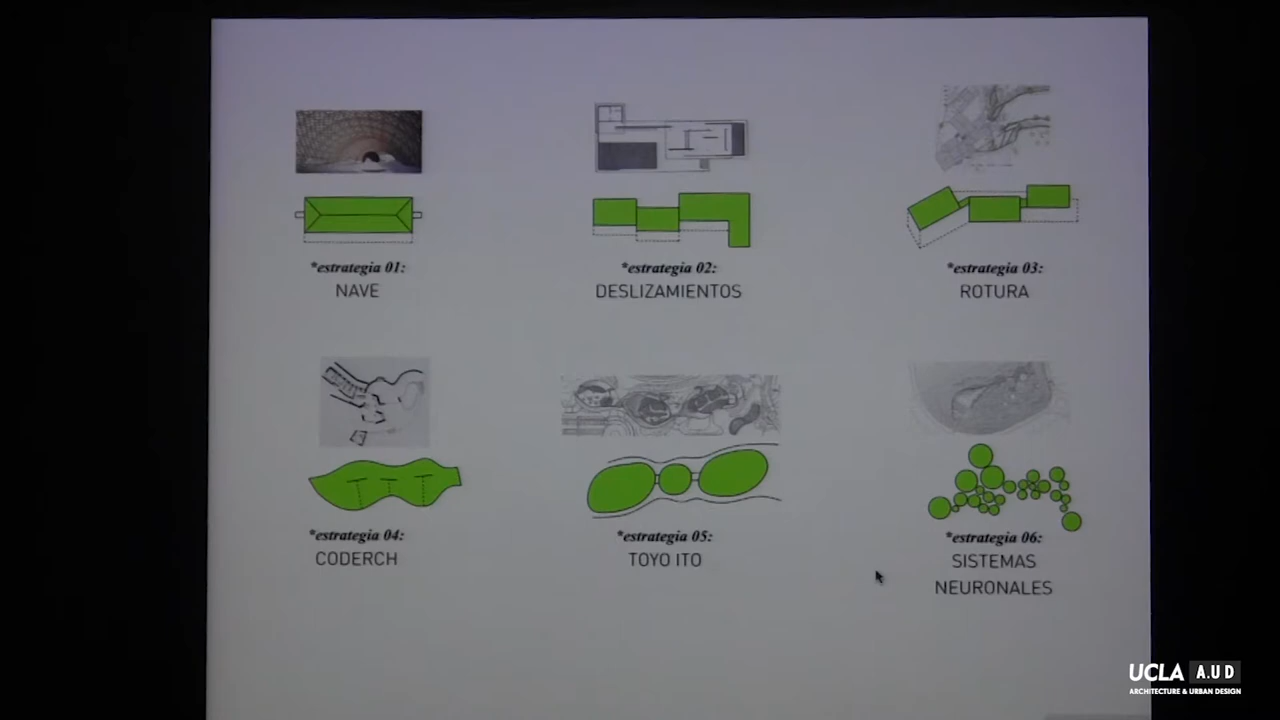 *estrategia 01:
NAVE
*estrategia 02:
DESLIZAMIENTOS
*estrategia 03:
ROTURA
*estrategia 04:
CODERCH
*estrategia 05:
TOYO ITO
*estrategia 06:
SISTEMAS
NEURONALES
UCLA A.U D
ARCHITECTURE & URBAN DESIGN